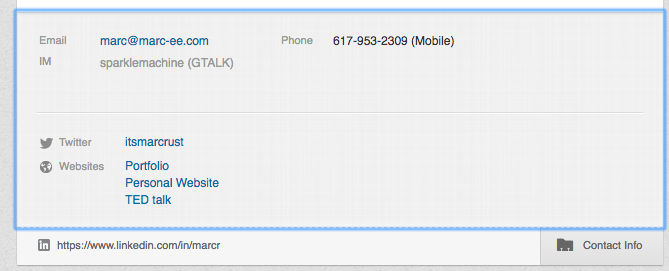 Email marc@marc-ee.com Phone 617-953-2309 (Mobile)
IM sparklemachine (GTALK)
Twitter itsmarcrust
Websites Portfolio
Personal Website
TED talk
https://www.linkedin.com/in/marcr Contact Info